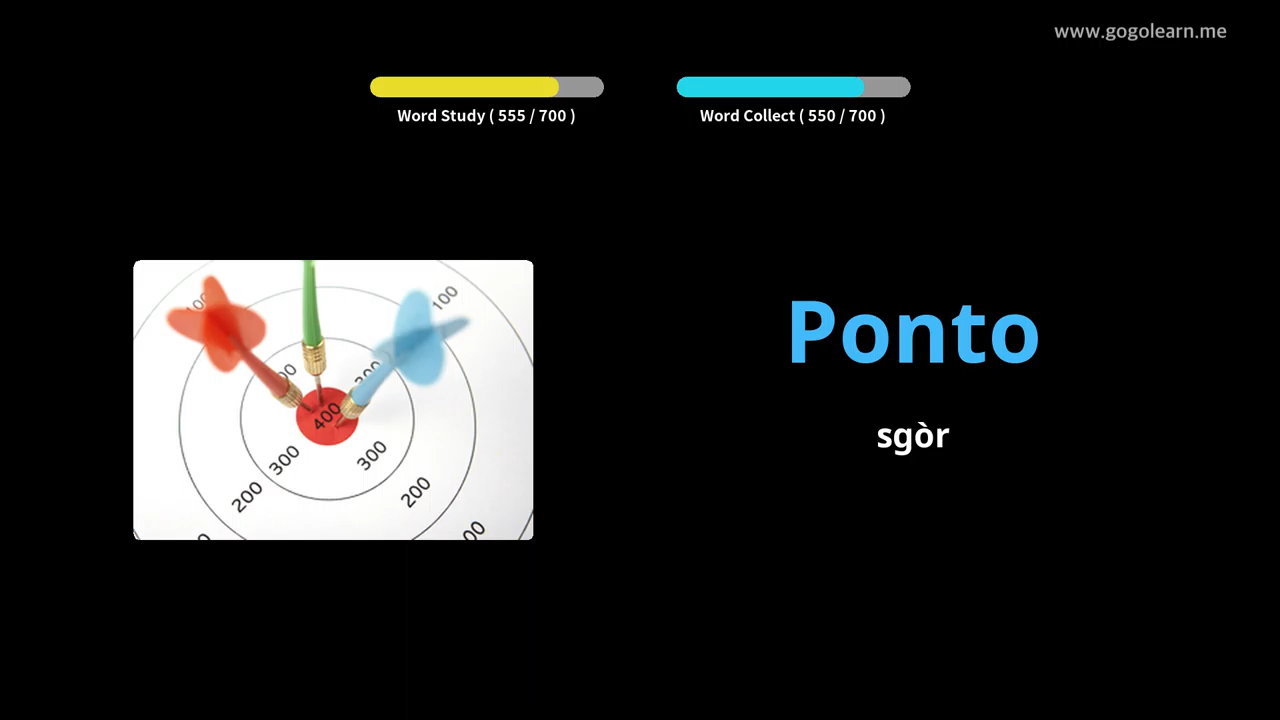 www.gogolearn.me
Word Study ( 555 / 700 )
Word Collect ( 550 / 700 )
Ponto
sgòr
100
100
200
400
300
300
200
200